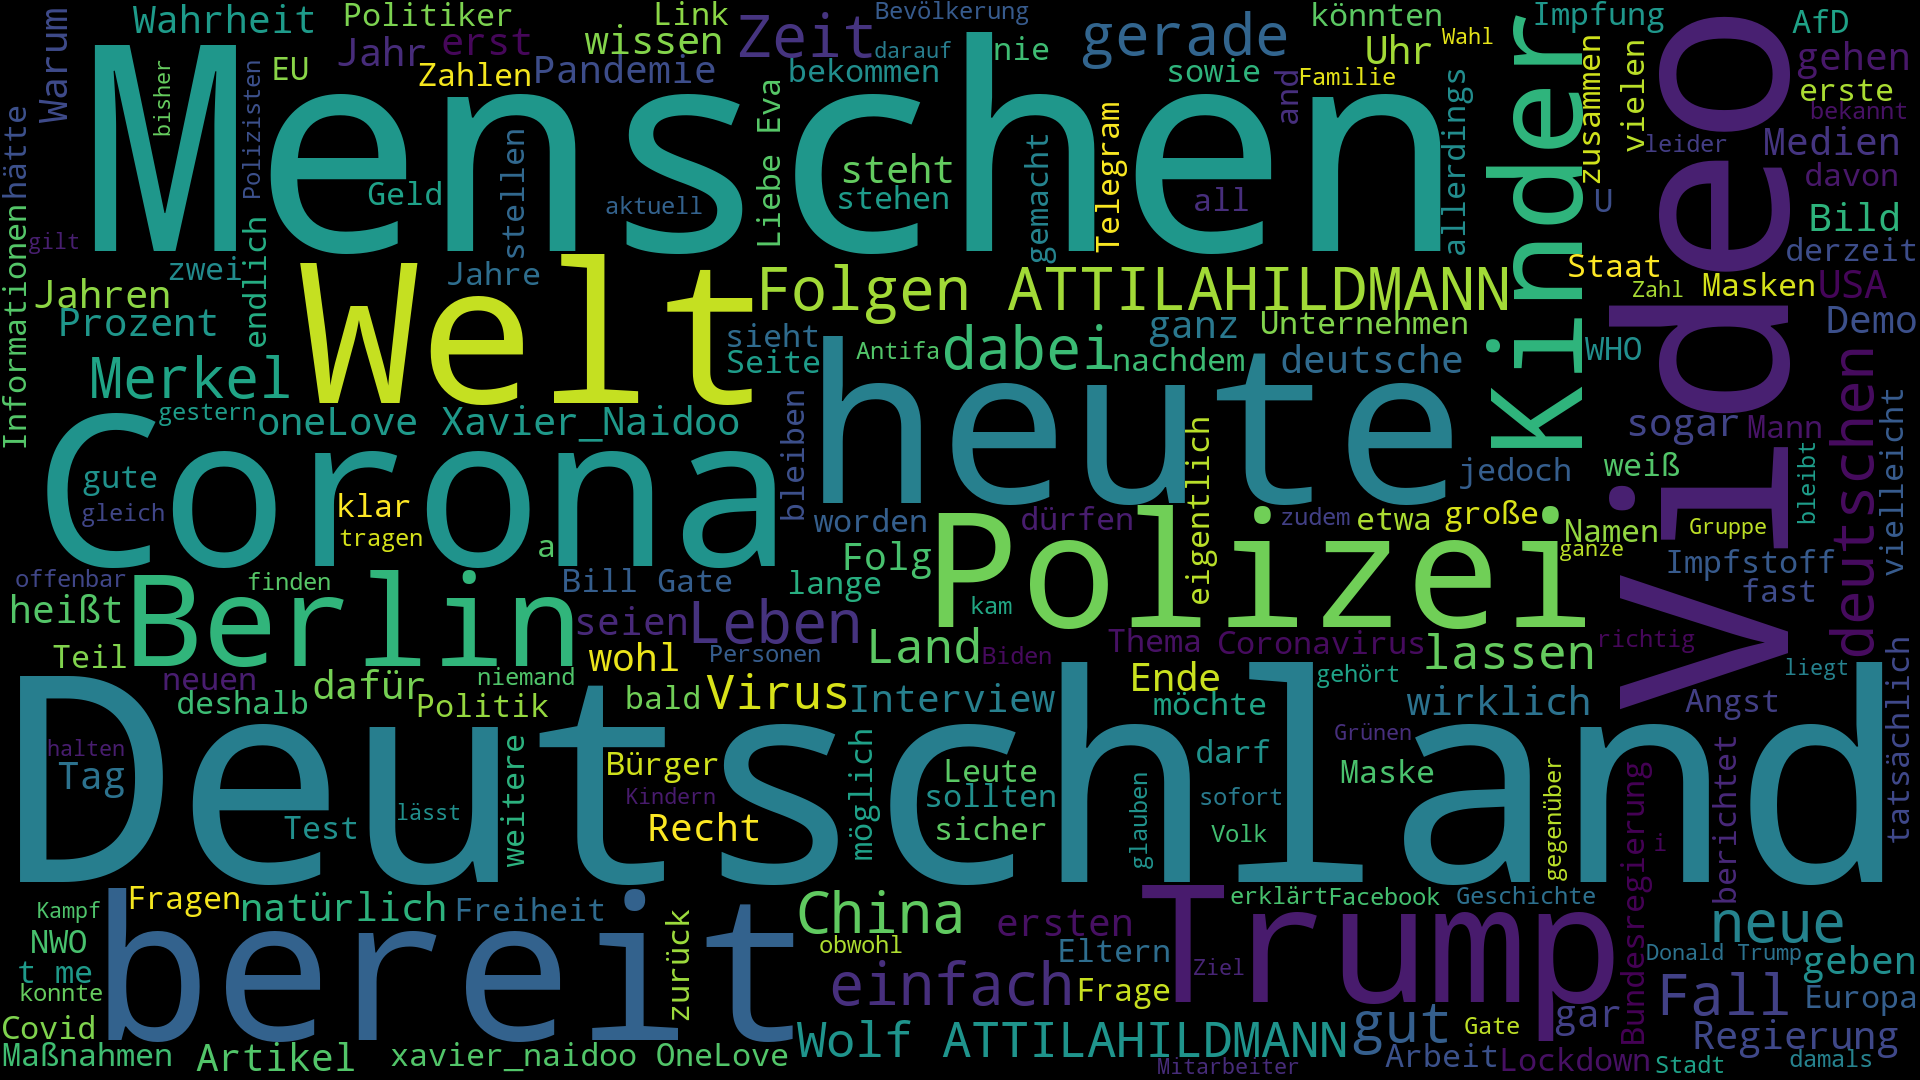 Wahrheit
Politiker
Link
Bevölkerung
könnten
Impfung
AfD
Warum
Jahr
erst
wissen
Zeit
darauf
nie
gerade
Uhr
Wahl
gehen
EU
Zahlen
Pandemie
bekommen
sowie
and
Familie
Kinder
zusammen
vielen
Video
erste
bekannt
bisher
Polizisten
Menschen
Liebe Eva
Telegram
allerdings
leider
Medien
hätte
Geld
stellen
aktuell
steht
stehen
gemacht
all
U
davon
Bild
derzeit
gilt
Informationen
zwei
endlich
Jahre
Welt
Folgen ATTILAHILDMANN
Staat
Zahl
Masken
USA
Jahren
Prozent
sieht
Seite
Antifa
dabei
ganz
nachdem
Unternehmen
deutsche
WHO
Demo
Merkel
gestern
oneLove Xavier_Naidoo
bleiben
heute
eigentlich
jedoch
sogar
Mann
deutschen
vielleicht
Corona
gute
gleich
klar
tragen
a
worden
dürfen
zudem
etwa
große
weiß
bleibt
Namen
Gruppe
ganze
Impfstoff
fast
offenbar
finden
Bill Gate
lange
Folg
Polizei
kam
heißt
Berlin
seien
Leben
Land
Biden
Thema
Coronavirus
lassen
richtig
Teil
neuen
niemand
wohl
Personen
Ende
gehört
liegt
deshalb
dafür
Politik
bald
Virus
Interview
möchte
wirklich
Angst
tatsächlich
Deutschland
halten
Tag
Test
lässt
weitere
Bürger
Kindern
Recht
möglich
Leute
sollten
sicher
glauben
darf
sofort
Volk
Grünen
Maske
gegenüber
Bundesregierung
i
berichtet
Kampf
Fragen
natürlich
Freiheit
zurück
China
obwohl
ersten
Trump
erklärt
Facebook
Geschichte
neue
NWO
t me
konnte
bereit
einfach
Eltern
Ziel
Frage
Donald Trump
geben
Fall
Europa
Covid
Maßnahmen
Artikel
xavier_naidoo OneLove
Wolf ATTILAHILDMANN
Mitarbeiter
gut
Gate
gar
Arbeit
Lockdown
Regierung
Stadt
damals